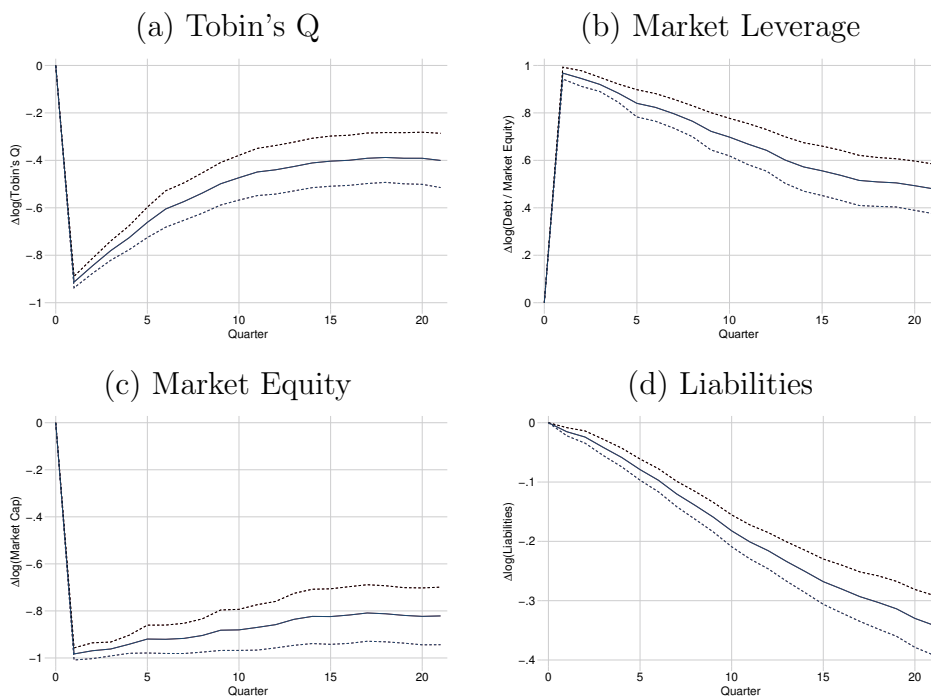 (a) Tobin's Q
(b) Market Leverage
0
−.2
−.4
−.6
−.8
−1
Δlog(Tobin's Q)
0 5 10 15 20
Quarter
1
.8
.6
.4
.2
0
Δlog(Debt / Market Equity)
0 5 10 15 20
Quarter
(c) Market Equity
(d) Liabilities
0
−.2
−.4
−.6
−.8
−1
Δlog(Market Cap)
0 5 10 15 20
Quarter
0
−.1
−.2
−.3
−.4
Δlog(Liabilities)
0 5 10 15 20
Quarter